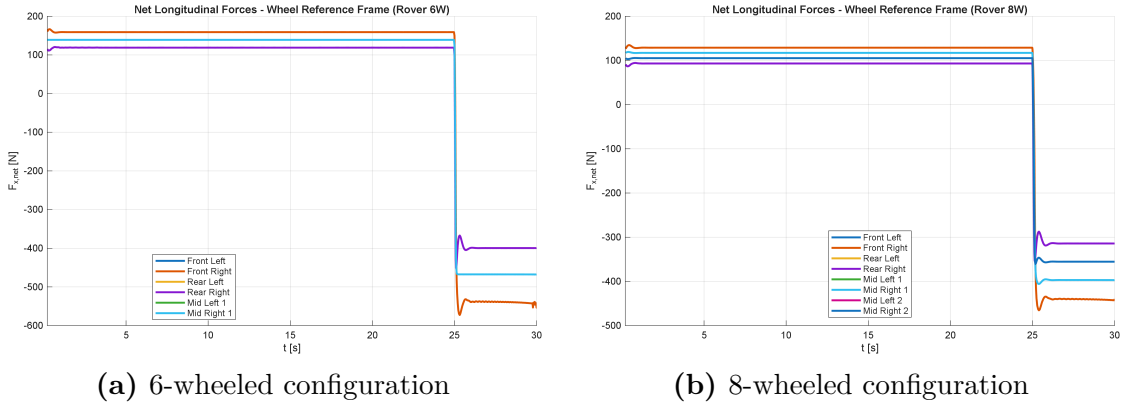 Net Longitudinal Forces - Wheel Reference Frame (Rover 6W)
200
100
0
-100
-200
-300
-400
-500
-600
F_{x,net} [N]
Front Left
Front Right
Rear Left
Rear Right
Mid Left 1
Mid Right 1
5
10
15
20
25
30
t [s]
(a) 6-wheeled configuration
Net Longitudinal Forces - Wheel Reference Frame (Rover 8W)
200
100
0
-100
-200
-300
-400
-500
F_{x,net} [N]
Front Left
Front Right
Rear Left
Rear Right
Mid Left 1
Mid Right 1
Mid Left 2
Mid Right 2
5
10
15
20
25
30
t [s]
(b) 8-wheeled configuration